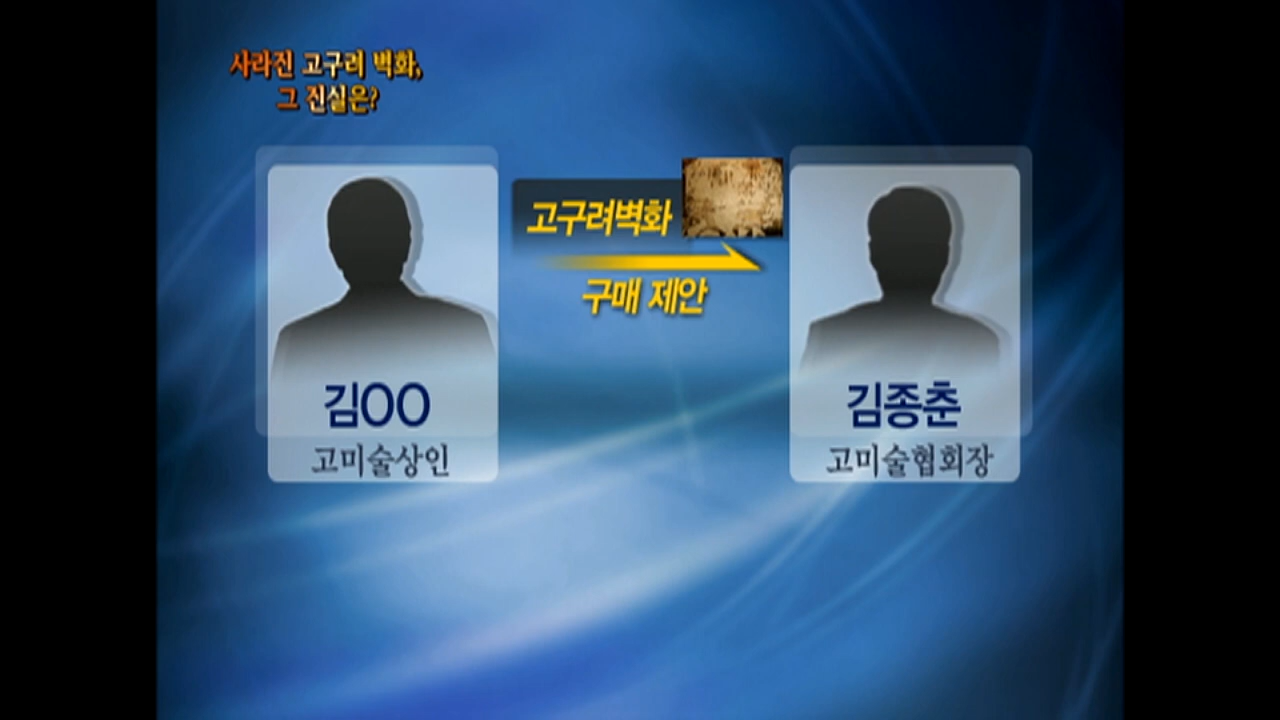 사라진 고구려 벽화,
그 진실은?
고구려벽화
구매 제안
김OO
고미술상인
김종춘
고미술협회장